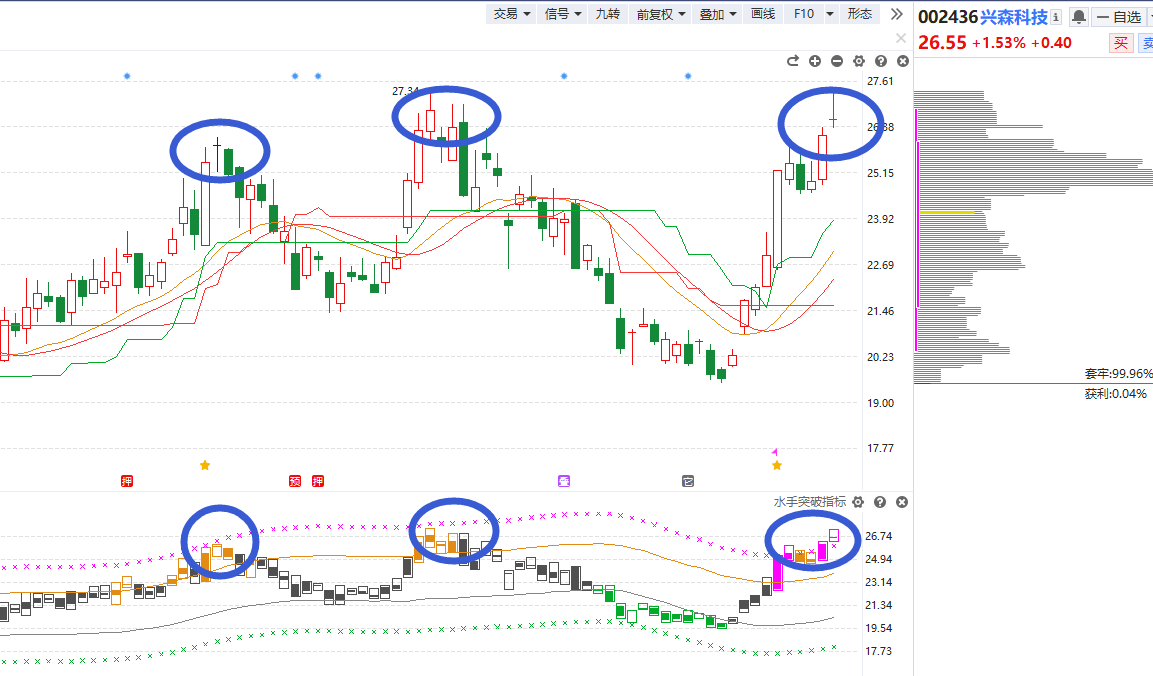 交易 信号 九转 前复权 叠加 画线 F10 形态
002436 兴森科技 自选
26.55 +1.53% +0.40 买 卖
27.61
27.34
26.38
25.15
23.92
22.69
21.46
20.23
套牢:99.96%
获利:0.04%
19.00
17.77
押 预 押
水手突破指标
26.74
24.94
23.14
21.34
19.54
17.73